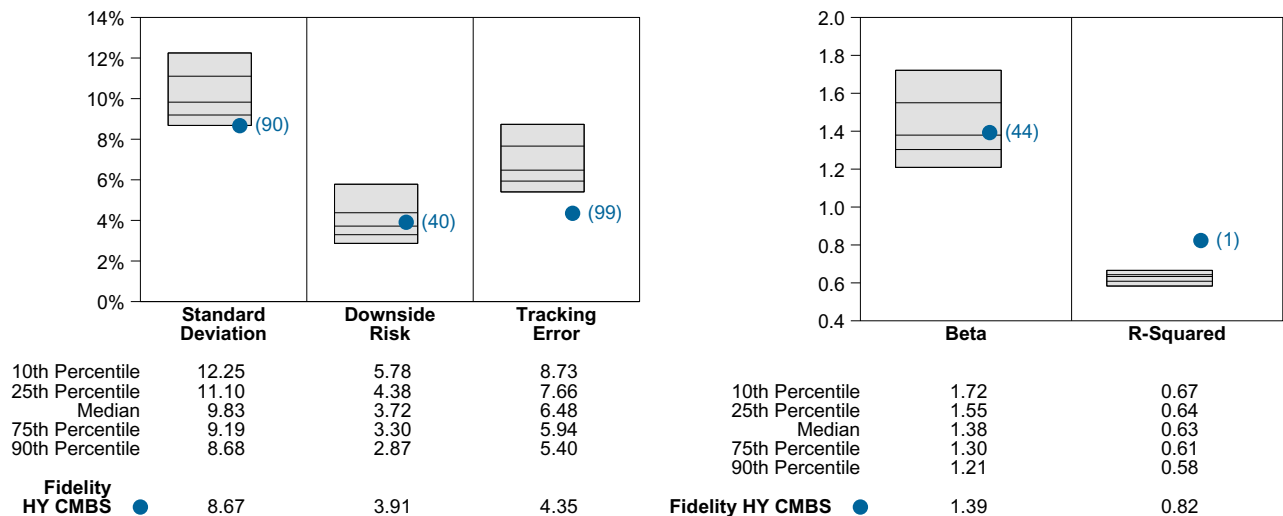 14%
12%
10%
8%
6%
4%
2%
0%
(90)
(40)
(99)
Standard Deviation
Downside Risk
Tracking Error
10th Percentile 12.25 5.78 8.73
25th Percentile 11.10 4.38 7.66
Median 9.83 3.72 6.48
75th Percentile 9.19 3.30 5.94
90th Percentile 8.68 2.87 5.40
Fidelity
HY CMBS 8.67 3.91 4.35
2.0
1.8
1.6
1.4
1.2
1.0
0.8
0.6
0.4
(44)
(1)
Beta R-Squared
10th Percentile 1.72 0.67
25th Percentile 1.55 0.64
Median 1.38 0.63
75th Percentile 1.30 0.61
90th Percentile 1.21 0.58
Fidelity HY CMBS 1.39 0.82